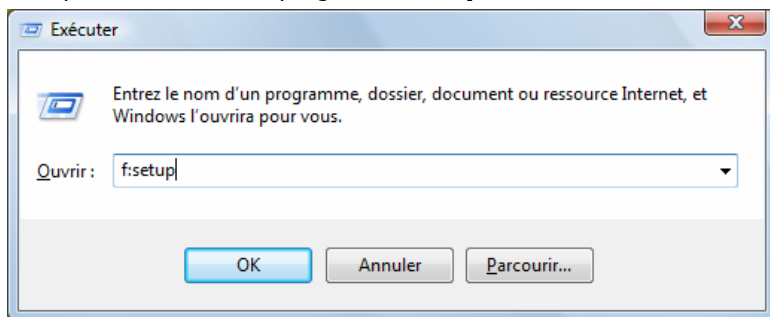 Exécuter
Entrez le nom d'un programme, dossier, document ou ressource Internet, et
Windows l'ouvrira pour vous.
Ouvrir : f:setup
OK Annuler Parcourir...